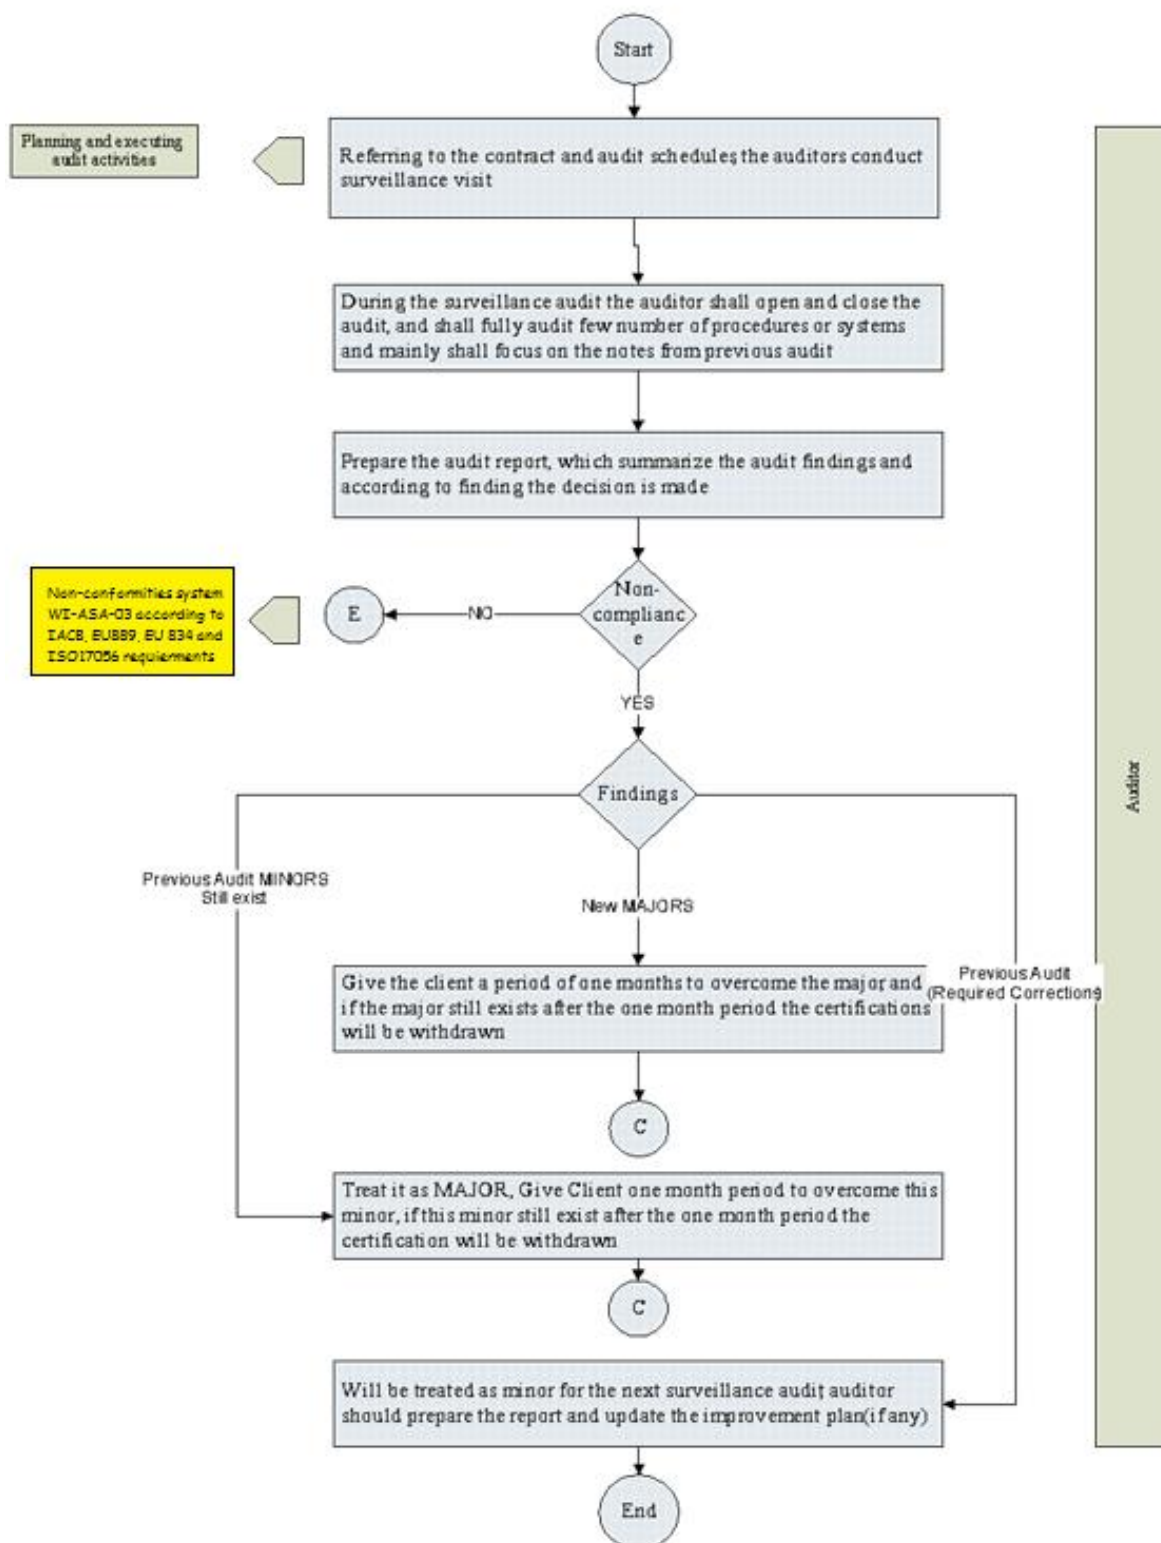 Start
Planning and executing
audit activities
Referring to the contract and audit schedules, the auditors conduct
surveillance visit
During the surveillance audit the auditor shall open and close the
audit, and shall fully audit few number of procedures or systems
and mainly shall focus on the notes from previous audit
Prepare the audit report, which summarize the audit findings and
according to finding the decision is made
Non-conformities system
WI-ASA-03 according to
IACB, EU889, EU 834 and
ISO17056 requierments
E
NO
Non-
complianc
e
YES
Findings
Auditor
Previous Audit MINORS
Still exist
New MAJORS
Give the client a period of one months to overcome the major, and
if the major still exists after the one month period the certifications
will be withdrawn
Previous Audit
(Required Corrections)
C
Treat it as MAJOR, Give Client one month period to overcome this
minor, if this minor still exist after the one month period the
certification will be withdrawn
C
Will be treated as minor for the next surveillance audit, auditor
should prepare the report and update the improvement plan(if any)
End